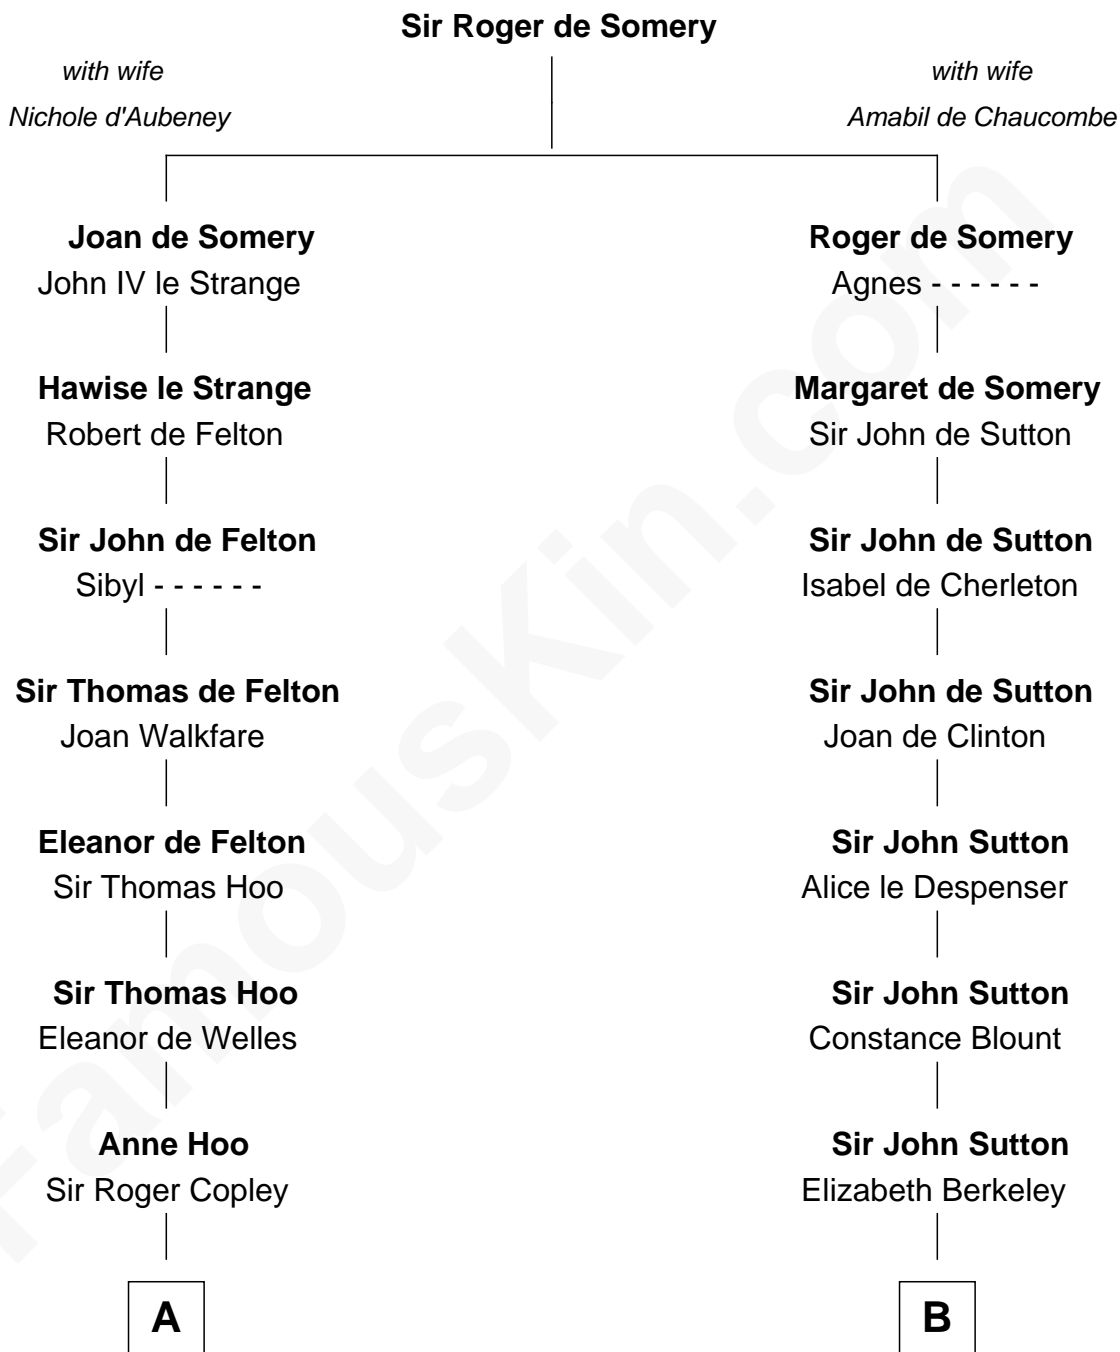 Sir Roger de Somery
with wife
Nichole d'Aubeney
with wife
Amabil de Chaucombe
Joan de Somery
John IV le Strange
Roger de Somery
Agnes - - - - - -
Hawise le Strange
Robert de Felton
Margaret de Somery
Sir John de Sutton
Sir John de Felton
Sibyl - - - - - -
Sir John de Sutton
Isabel de Cherleton
Sir Thomas de Felton
Joan Walkfare
Sir John de Sutton
Joan de Clinton
Eleanor de Felton
Sir Thomas Hoo
Sir John Sutton
Alice le Despenser
Sir Thomas Hoo
Eleanor de Welles
Sir John Sutton
Constance Blount
Anne Hoo
Sir Roger Copley
Sir John Sutton
Elizabeth Berkeley
A
B
FamousKin.com